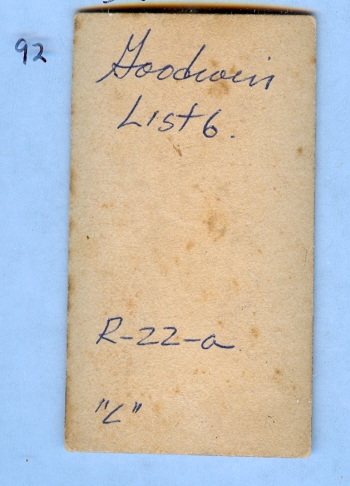 92
Goodwin
List 6.
R-22-a
"L"